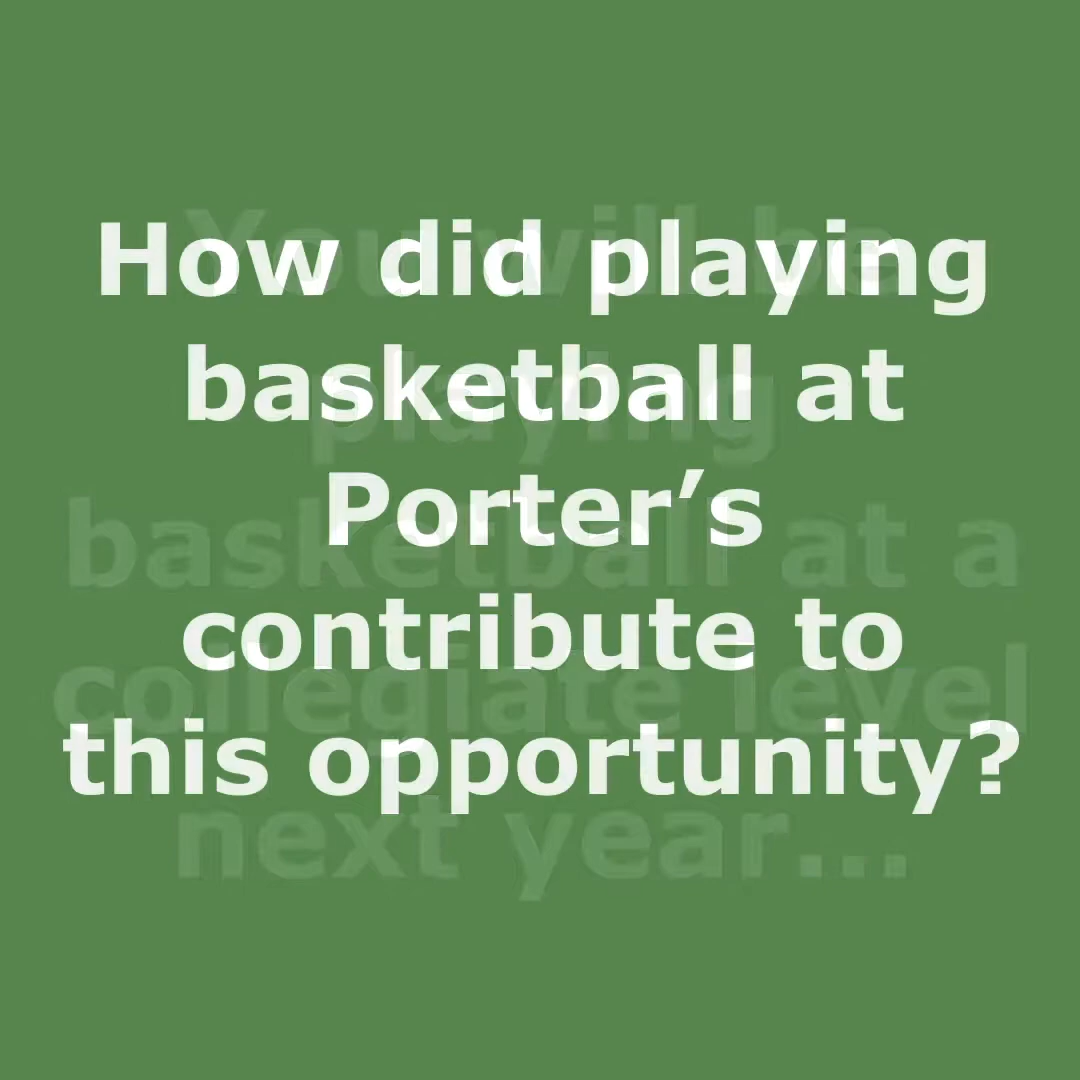 How did playing
basketball at
Porter’s
contribute to
this opportunity?
You will be
playing
basketball at a
collegiate level
next year...